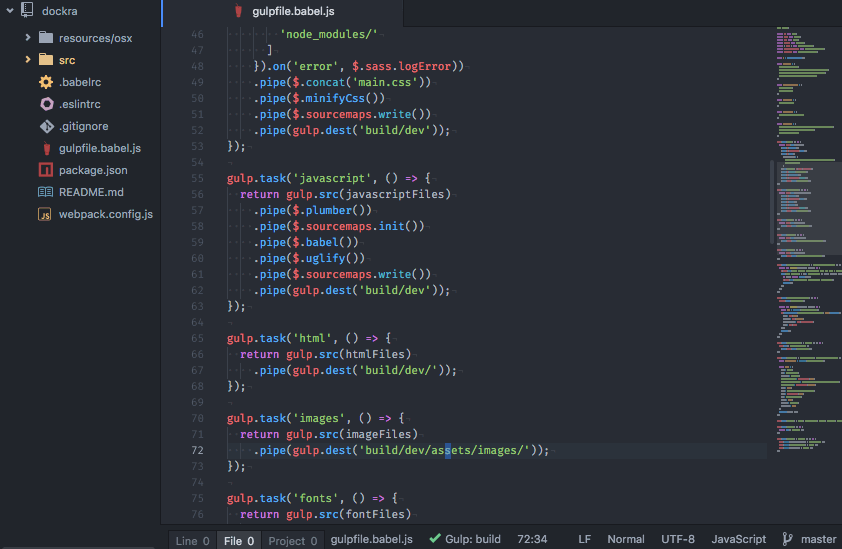 dockra
resources/osx
src
.babelrc
.eslintrc
.gitignore
gulpfile.babel.js
package.json
README.md
webpack.config.js
gulpfile.babel.js
46 'node_modules/'
47 ]
48 }).on('error', $.sass.logError))
49 .pipe($.concat('main.css'))
50 .pipe($.minifyCss())
51 .pipe($.sourcemaps.write())
52 .pipe(gulp.dest('build/dev'));
53 });
54
55 gulp.task('javascript', () => {
56 return gulp.src(javascriptFiles)
57 .pipe($.plumber())
58 .pipe($.sourcemaps.init())
59 .pipe($.babel())
60 .pipe($.uglify())
61 .pipe($.sourcemaps.write())
62 .pipe(gulp.dest('build/dev'));
63 });
64
65 gulp.task('html', () => {
66 return gulp.src(htmlFiles)
67 .pipe(gulp.dest('build/dev/'));
68 });
69
70 gulp.task('images', () => {
71 return gulp.src(imageFiles)
72 .pipe(gulp.dest('build/dev/assets/images/'));
73 });
74
75 gulp.task('fonts', () => {
76 return gulp.src(fontFiles)
Line 0 File 0 Project 0 gulpfile.babel.js Gulp: build 72:34 LF Normal UTF-8 JavaScript master